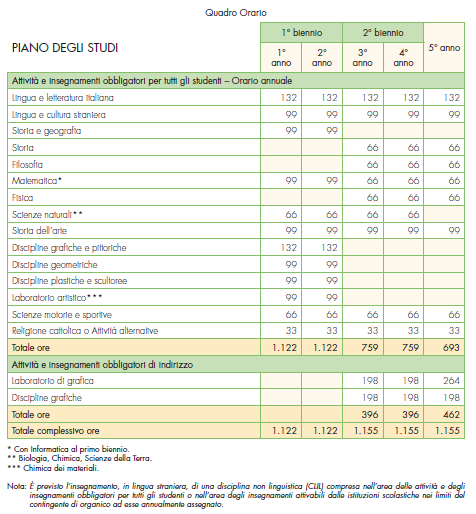 Quadro Orario
PIANO DEGLI STUDI 1° biennio 2° biennio 5° anno
1° anno 2° anno 3° anno 4° anno
Attività e insegnamenti obbligatori per tutti gli studenti – Orario annuale
Lingua e letteratura italiana 132 132 132 132 132
Lingua e cultura straniera 99 99 99 99 99
Storia e geografia 99 99
Storia 66 66 66
Filosofia 66 66 66
Matematica* 99 99 66 66 66
Fisica 66 66 66
Scienze naturali** 66 66 66 66
Storia dell'arte 99 99 99 99 99
Discipline grafiche e pittoriche 132 132
Discipline geometriche 99 99
Discipline plastiche e scultoree 99 99
Laboratorio artistico*** 99 99
Scienze motorie e sportive 66 66 66 66 66
Religione cattolica o Attività alternative 33 33 33 33 33
Totale ore 1.122 1.122 759 759 693
Attività e insegnamenti obbligatori di indirizzo
Laboratorio di grafica 198 198 264
Discipline grafiche 198 198 198
Totale ore 396 396 462
Totale complessivo ore 1.122 1.122 1.155 1.155 1.155
* Con Informatica al primo biennio.
** Biologia, Chimica, Scienze della Terra.
*** Chimica dei materiali.
Nota: È previsto l'insegnamento, in lingua straniera, di una disciplina non linguistica (CLIL) compresa nell'area delle attività e degli
insegnamenti obbligatori per tutti gli studenti o nell'area degli insegnamenti attivabili dalle istituzioni scolastiche nei limiti del
contingente di organico ad esse annualmente assegnato.